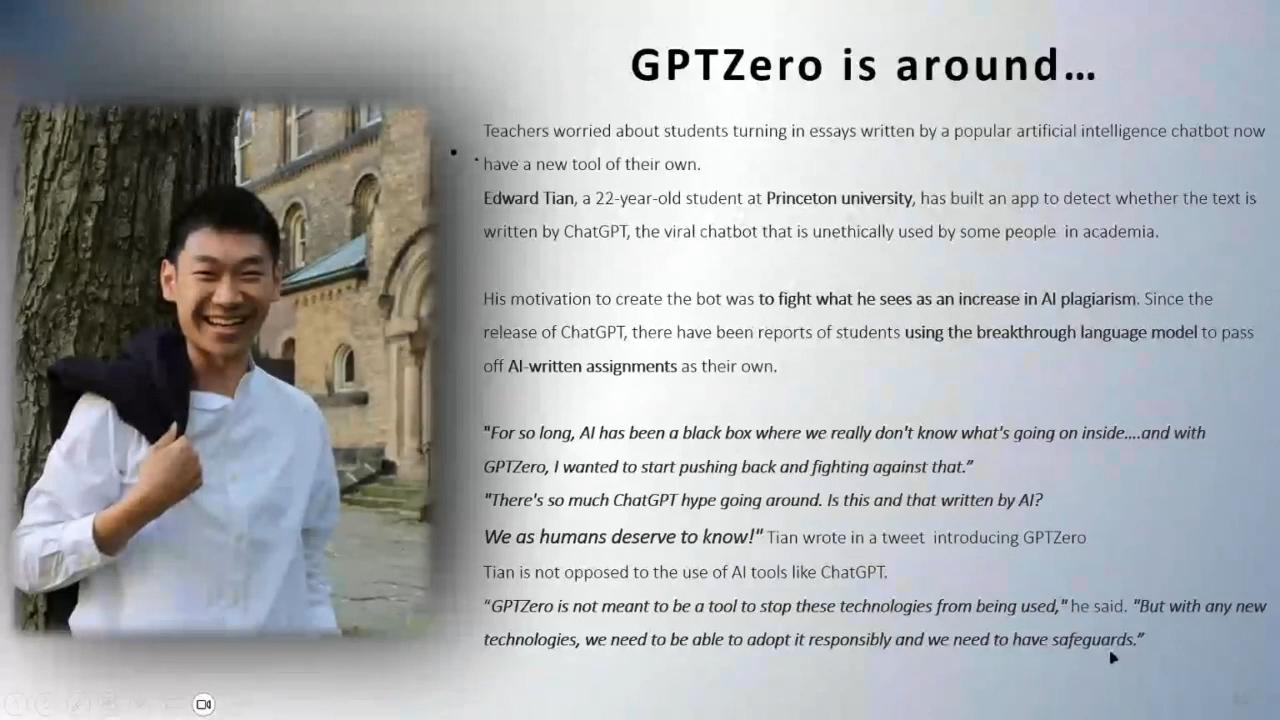 GPTZero is around…
Teachers worried about students turning in essays written by a popular artificial intelligence chatbot now
have a new tool of their own.
Edward Tian, a 22-year-old student at Princeton university, has built an app to detect whether the text is
written by ChatGPT, the viral chatbot that is unethically used by some people in academia.
His motivation to create the bot was to fight what he sees as an increase in AI plagiarism. Since the
release of ChatGPT, there have been reports of students using the breakthrough language model to pass
off AI-written assignments as their own.
"For so long, AI has been a black box where we really don't know what's going on inside….and with
GPTZero, I wanted to start pushing back and fighting against that.”
"There's so much ChatGPT hype going around. Is this and that written by AI?
We as humans deserve to know!" Tian wrote in a tweet introducing GPTZero
Tian is not opposed to the use of AI tools like ChatGPT.
“GPTZero is not meant to be a tool to stop these technologies from being used," he said. "But with any new
technologies, we need to be able to adopt it responsibly and we need to have safeguards.”